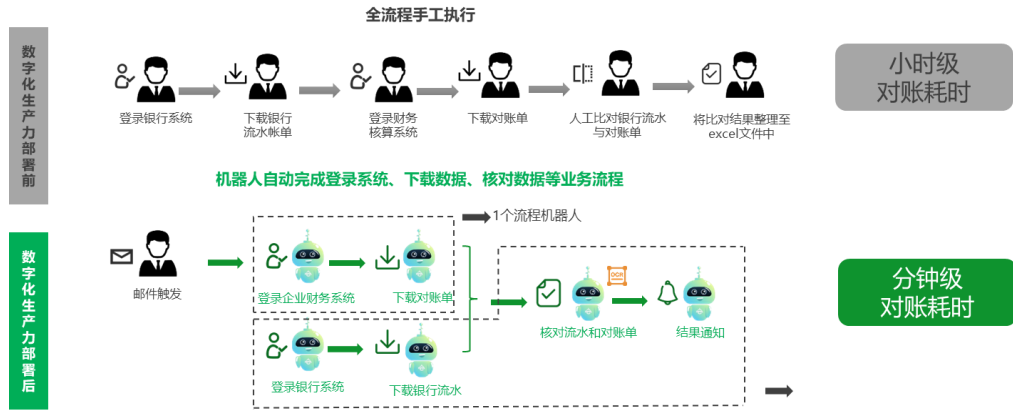 全流程手工执行
数字化生产力部署前
登录银行系统
下载银行
流水帐单
登录财务
核算系统
下载对账单
人工比对银行流水
与对账单
将比对结果整理至
excel文件中
小时级
对账耗时
机器人自动完成登录系统、下载数据、核对数据等业务流程
数字化生产力部署后
1个流程机器人
邮件触发
登录企业财务系统
下载对账单
登录银行系统
下载银行流水
OCR
核对流水和对账单
结果通知
分钟级
对账耗时